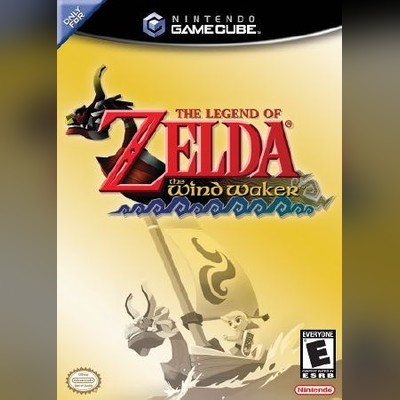 ONLY
FOR
NINTENDO
GAMECUBE
THE LEGEND OF
ZELDA®
the
Wind Waker
EVERYONE
E
ESRB
Nintendo